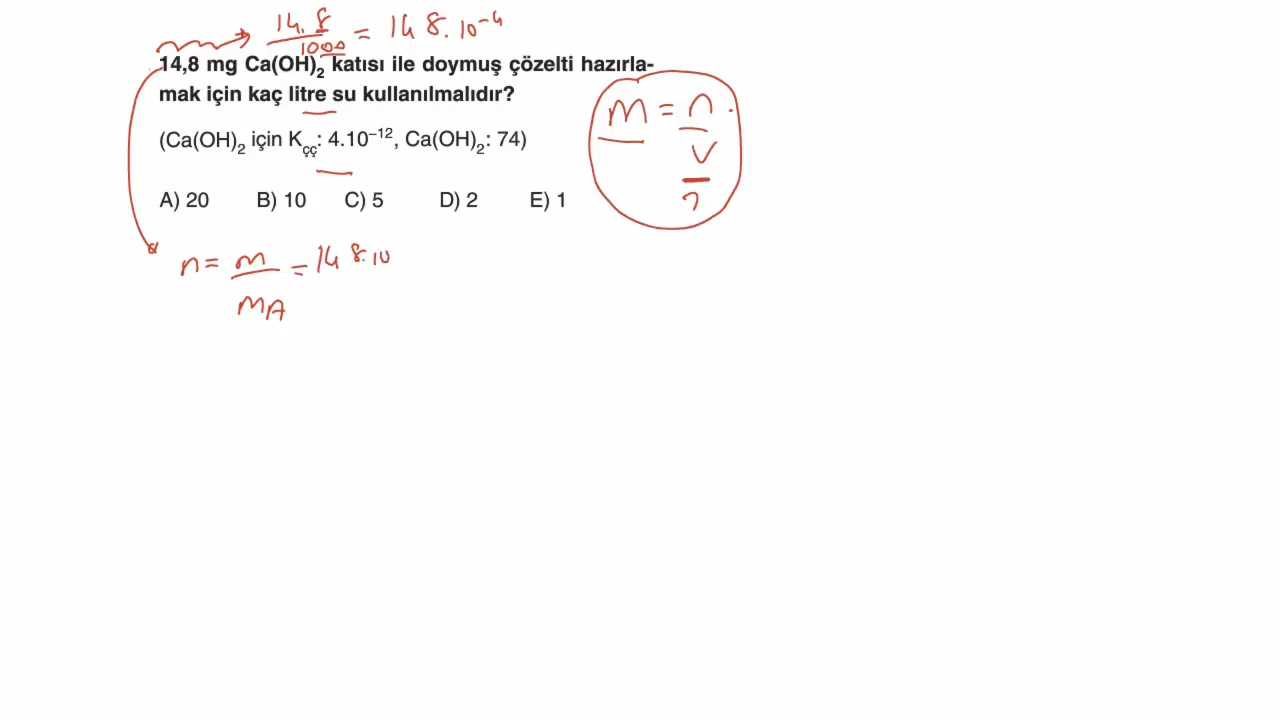 14.8
1000 = 148.10⁻⁴
14,8 mg Ca(OH)₂ katısı ile doymuş çözelti hazırla-
mak için kaç litre su kullanılmalıdır?
(Ca(OH)₂ için Kçç: 4.10⁻¹², Ca(OH)₂: 74)
A) 20 B) 10 C) 5 D) 2 E) 1
M = n
V
?
n = m = 148.10
MA